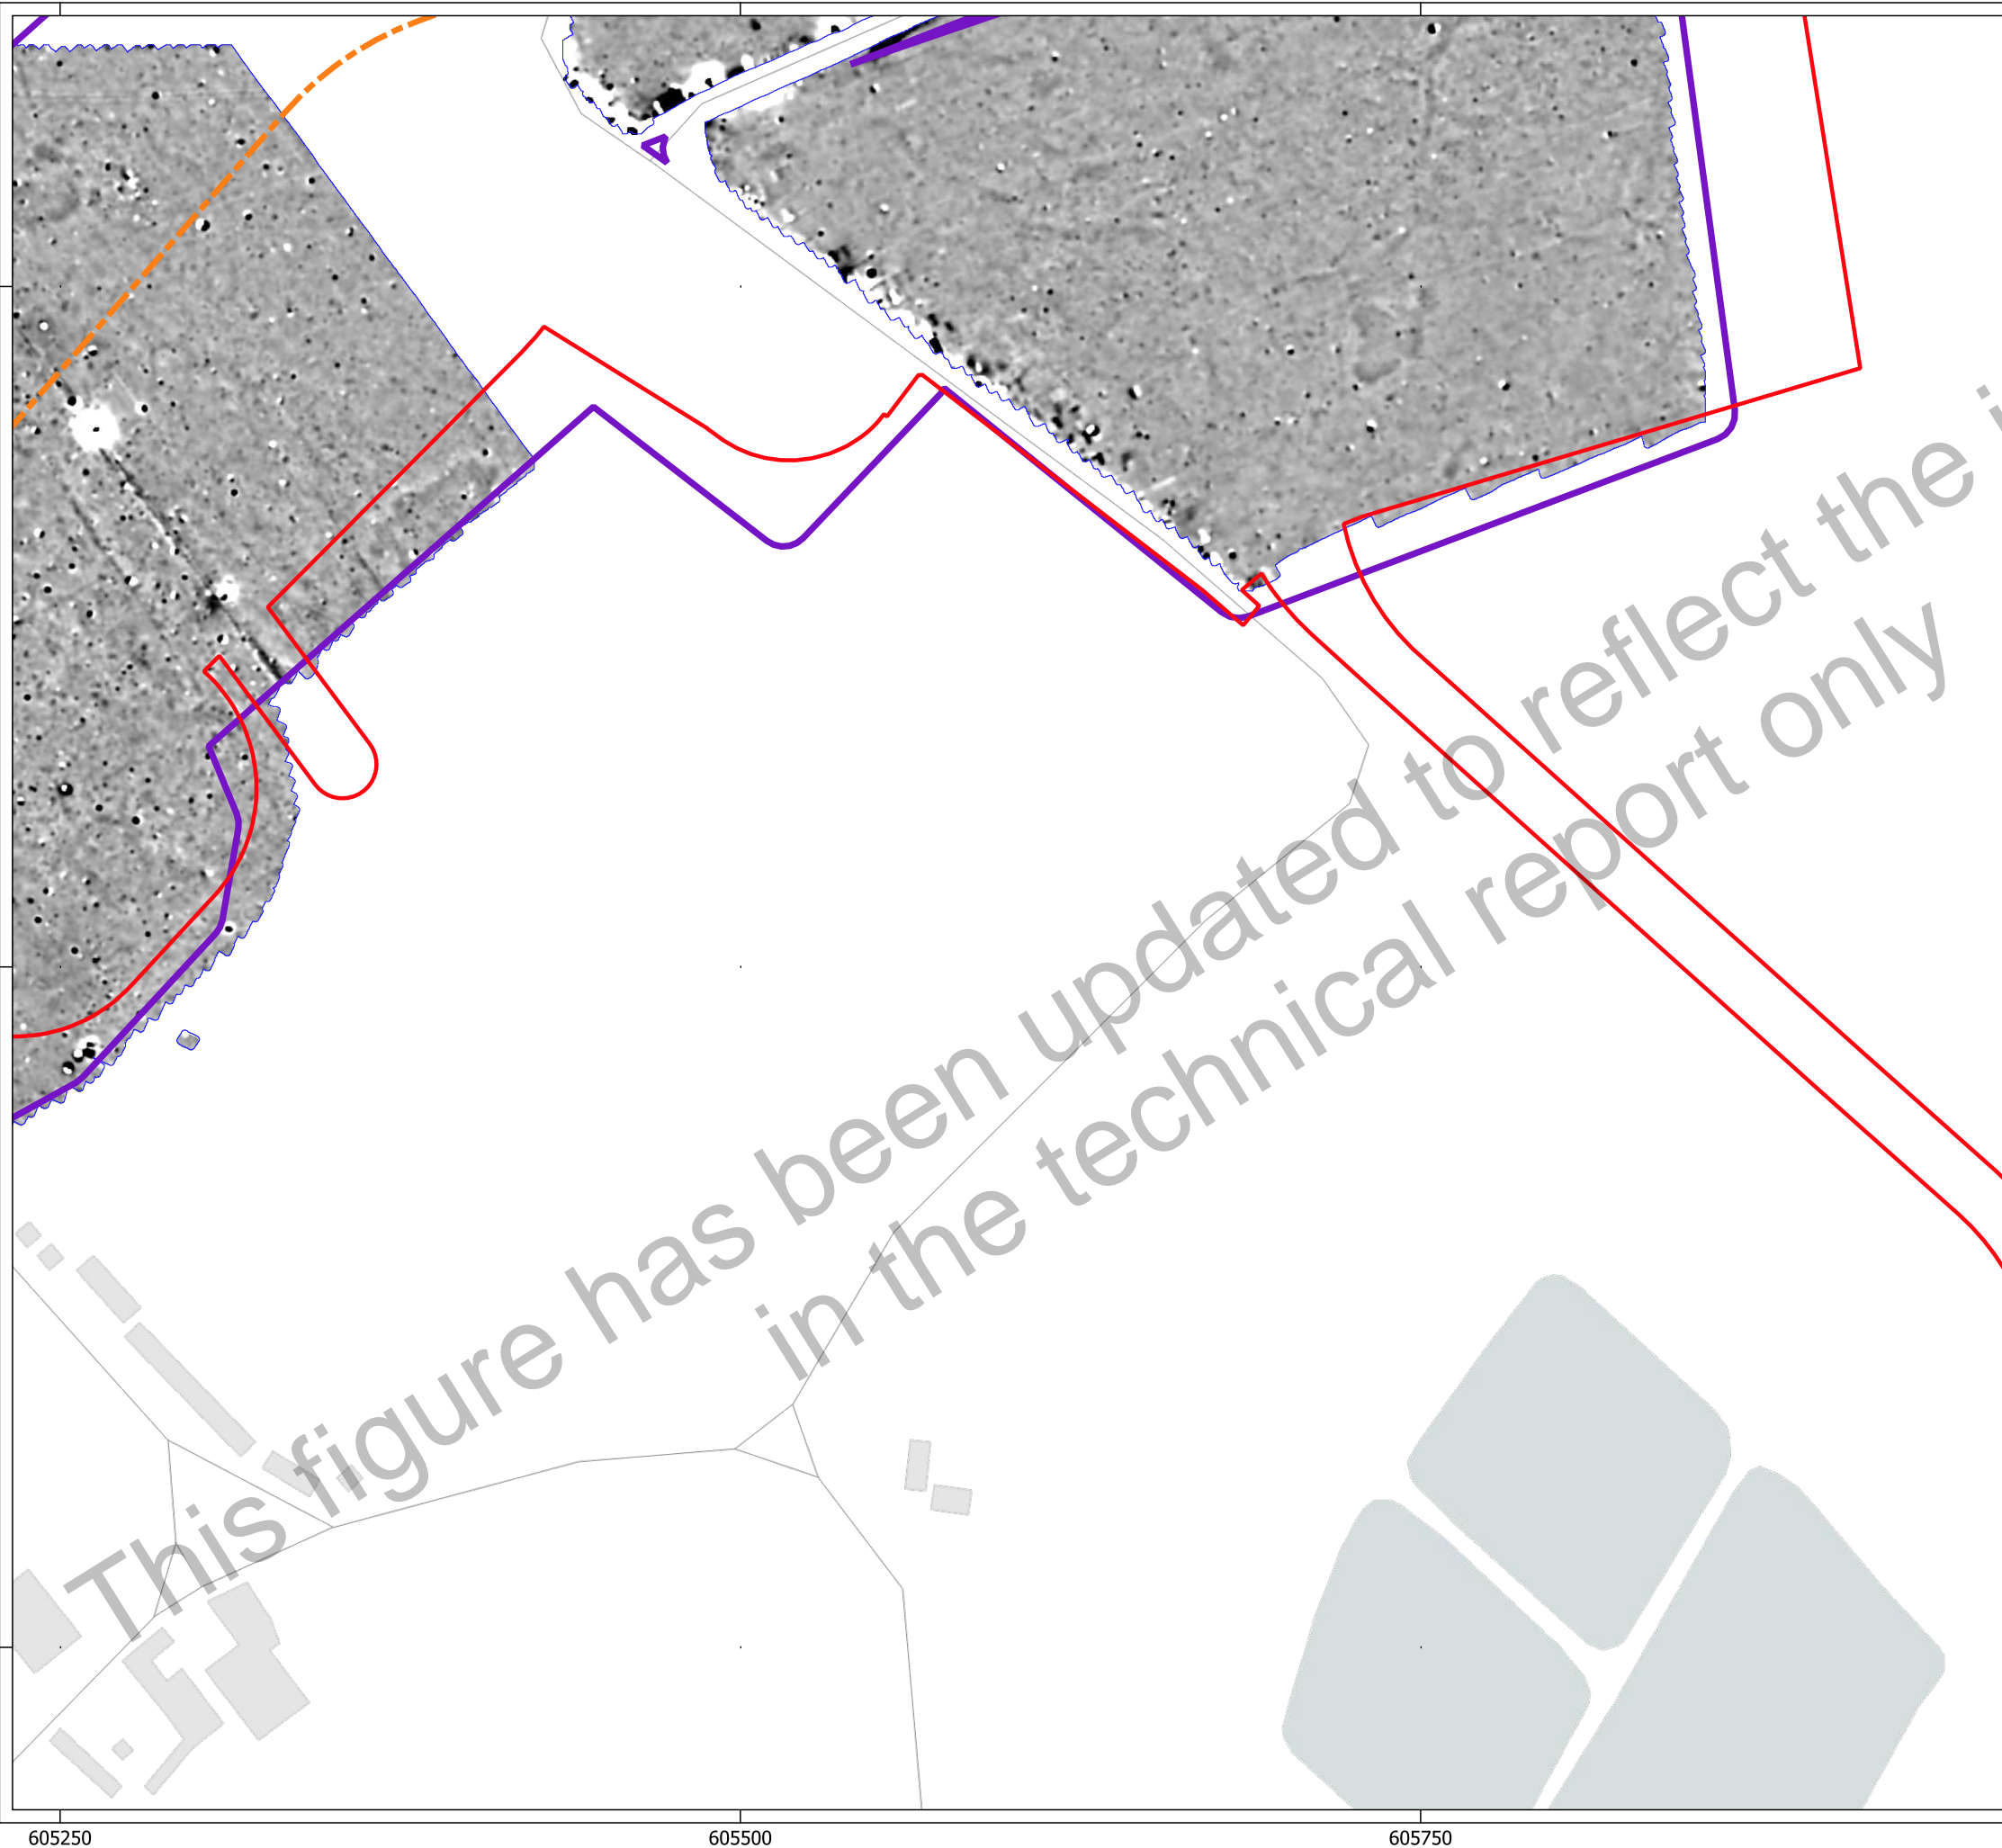 This figure has been updated to reflect the i
in the technical report only
605250 605500 605750